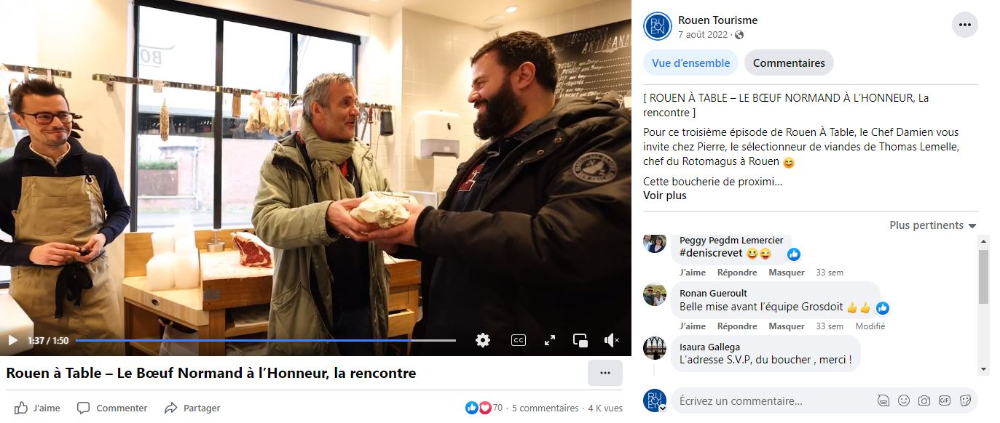 BO
ARTISANA
1:37 / 1:50
CC
Rouen à Table – Le Bœuf Normand à l'Honneur, la rencontre
...
J'aime
Commenter
Partager
70 · 5 commentaires · 4 K vues
ROUEN
Rouen Tourisme
7 août 2022 ·
Vue d'ensemble
Commentaires
[ ROUEN À TABLE – LE BŒUF NORMAND À L'HONNEUR, La
rencontre ]
Pour ce troisième épisode de Rouen À Table, le Chef Damien vous
invite chez Pierre, le sélectionneur de viandes de Thomas Lemelle,
chef du Rotomagus à Rouen 😊
Cette boucherie de proximi...
Voir plus
Plus pertinents
Peggy Pegdm Lemercier
#deniscrevet 😃😜
J'aime Répondre Masquer 33 sem
Ronan Gueroult
Belle mise avant l'équipe Grosdoit 👍👍
J'aime Répondre Masquer 33 sem Modifié
Isaura Gallega
L'adresse S.V.P, du boucher , merci !
Écrivez un commentaire...
GIF